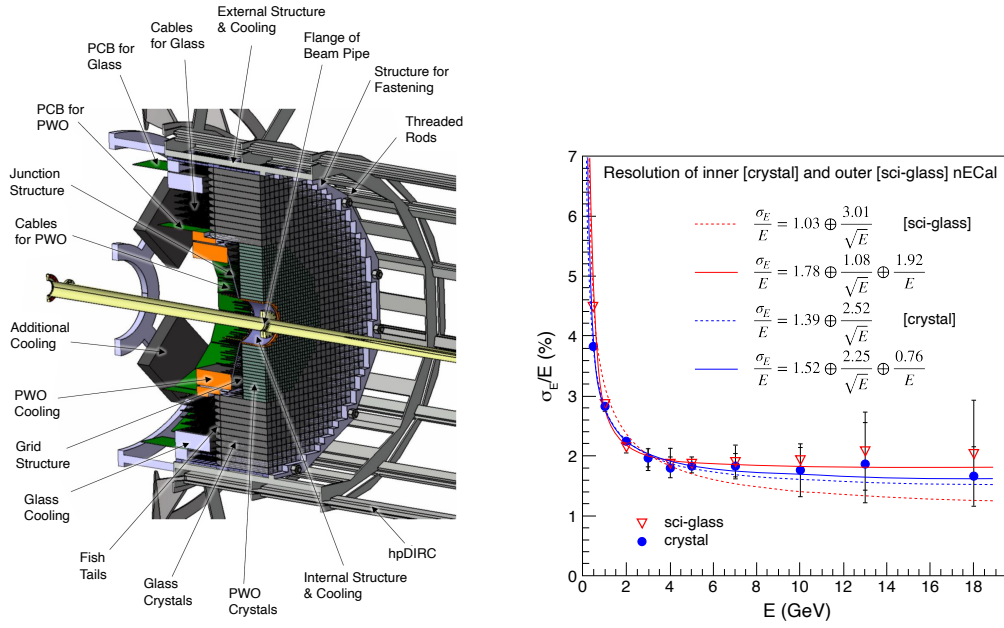 External Structure
& Cooling
Cables
for Glass
PCB for
Glass
PCB for
PWO
Junction
Structure
Cables
for PWO
Additional
Cooling
PWO
Cooling
Grid
Structure
Glass
Cooling
Fish
Tails
Glass
Crystals
PWO
Crystals
Internal Structure
& Cooling
hpDIRC
Flange of
Beam Pipe
Structure for
Fastening
Threaded
Rods
Resolution of inner [crystal] and outer [sci-glass] nECal
σ_E/E = 1.03 ⊕ 3.01/√E [sci-glass]
σ_E/E = 1.78 ⊕ 1.08/√E ⊕ 1.92/E
σ_E/E = 1.39 ⊕ 2.52/√E [crystal]
σ_E/E = 1.52 ⊕ 2.25/√E ⊕ 0.76/E
sci-glass
crystal
σ_E/E (%)
7
6
5
4
3
2
1
0
0 2 4 6 8 10 12 14 16 18
E (GeV)